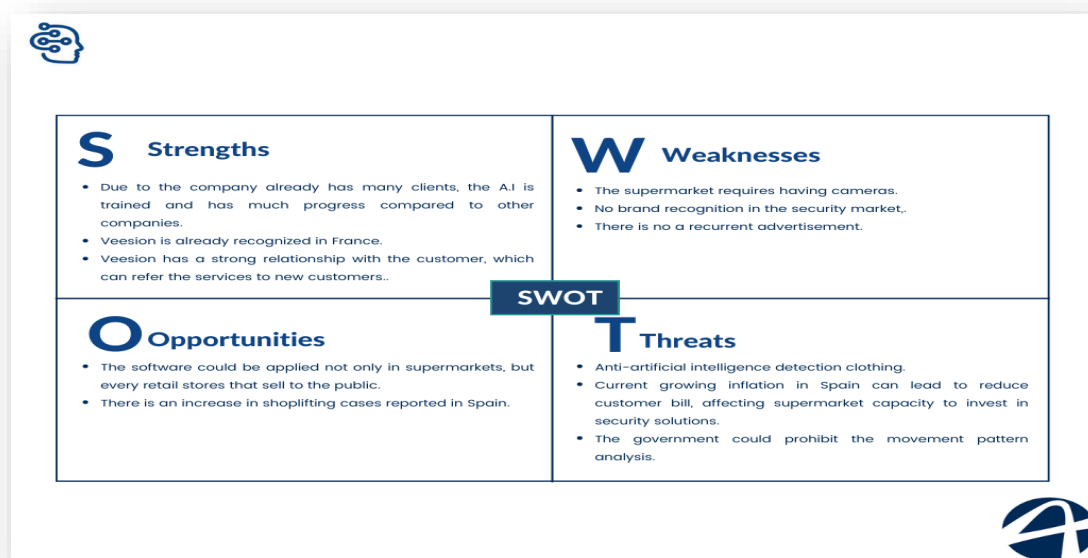 S Strengths
• Due to the company already has many clients, the A.I is
trained and has much progress compared to other
companies.
• Veesion is already recognized in France.
• Veesion has a strong relationship with the customer, which
can refer the services to new customers..
W Weaknesses
• The supermarket requires having cameras.
• No brand recognition in the security market,.
• There is no a recurrent advertisement.
SWOT
O Opportunities
• The software could be applied not only in supermarkets, but
every retail stores that sell to the public.
• There is an increase in shoplifting cases reported in Spain.
T Threats
• Anti-artificial intelligence detection clothing.
• Current growing inflation in Spain can lead to reduce
customer bill, affecting supermarket capacity to invest in
security solutions.
• The government could prohibit the movement pattern
analysis.